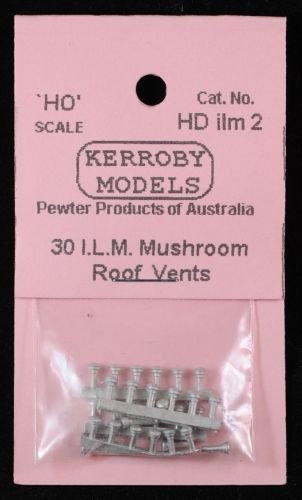 'HO'
SCALE
Cat. No.
HD ilm 2
KERROBY
MODELS
Pewter Products of Australia
30 I.L.M. Mushroom
Roof Vents